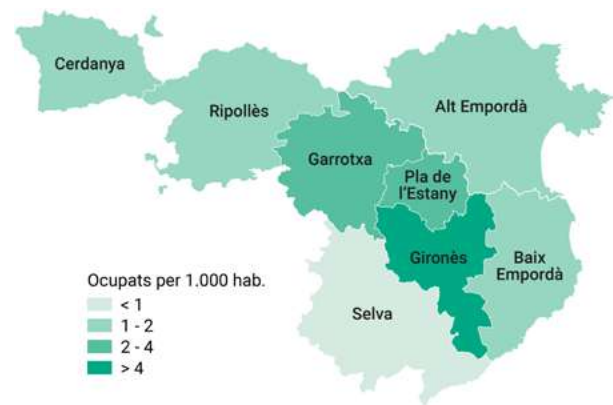 Cerdanya
Ripollès
Alt Empordà
Garrotxa
Pla de
l'Estany
Gironès
Baix
Empordà
Selva
Ocupats per 1.000 hab.
< 1
1 - 2
2 - 4
> 4